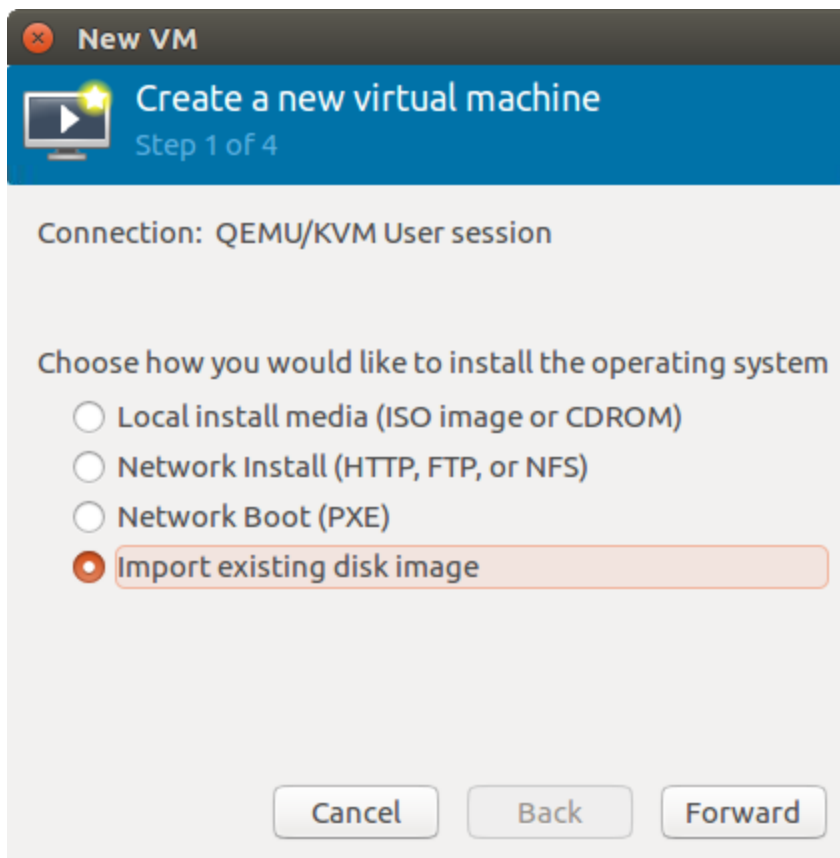 New VM
Create a new virtual machine
Step 1 of 4
Connection: QEMU/KVM User session
Choose how you would like to install the operating system
Local install media (ISO image or CDROM)
Network Install (HTTP, FTP, or NFS)
Network Boot (PXE)
Import existing disk image
Cancel Back Forward